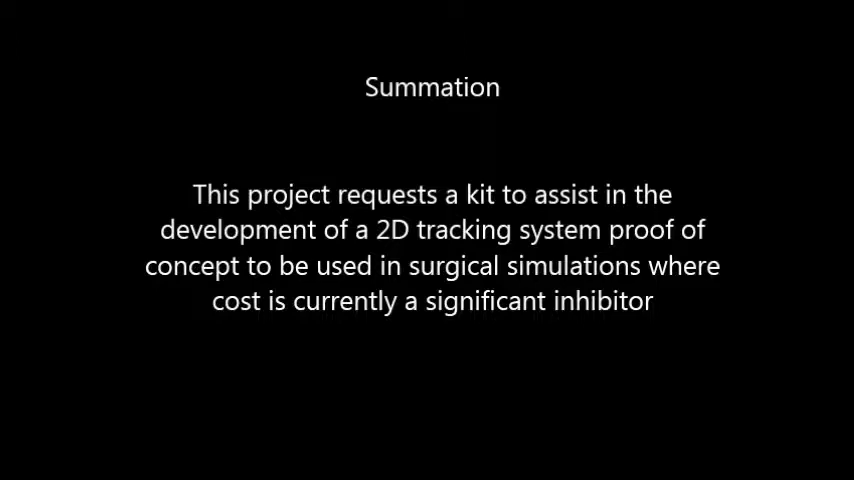 Summation
This project requests a kit to assist in the
development of a 2D tracking system proof of
concept to be used in surgical simulations where
cost is currently a significant inhibitor